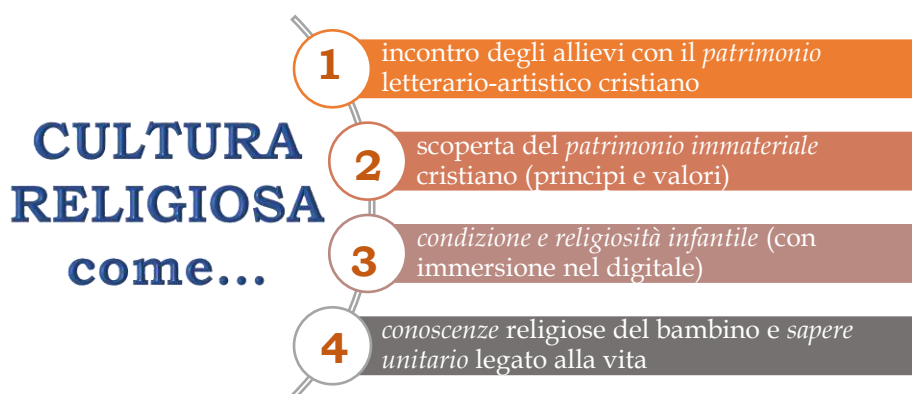 CULTURA
RELIGIOSA
come...
1
incontro degli allievi con il patrimonio
letterario-artistico cristiano
2
scoperta del patrimonio immateriale
cristiano (principi e valori)
3
condizione e religiosità infantile (con
immersione nel digitale)
4
conoscenze religiose del bambino e sapere
unitario legato alla vita